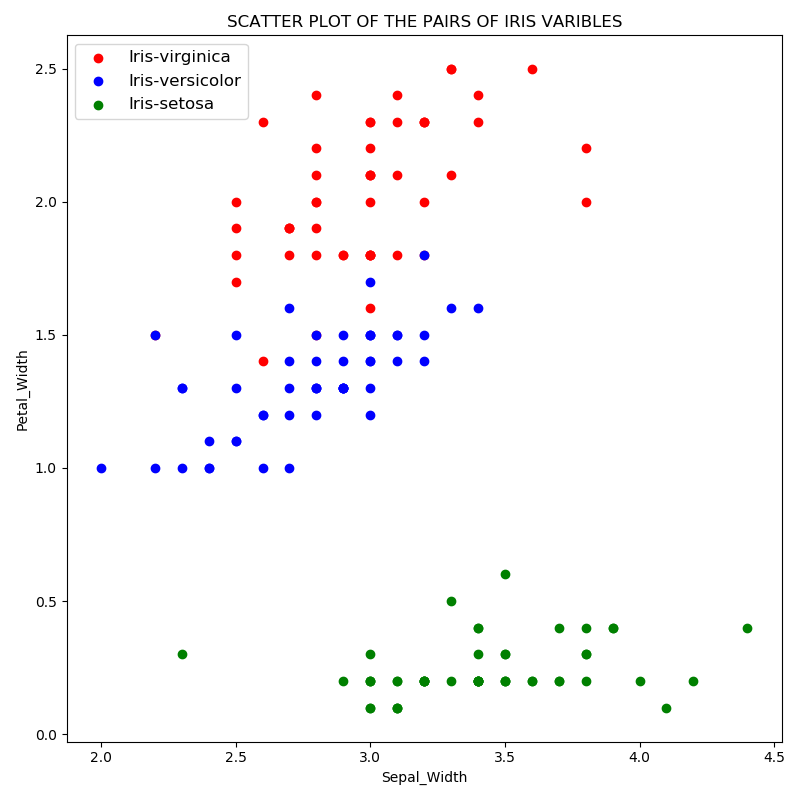 SCATTER PLOT OF THE PAIRS OF IRIS VARIBLES
Iris-virginica
Iris-versicolor
Iris-setosa
2.5
2.0
1.5
1.0
0.5
0.0
Petal_Width
2.0 2.5 3.0 3.5 4.0 4.5
Sepal_Width